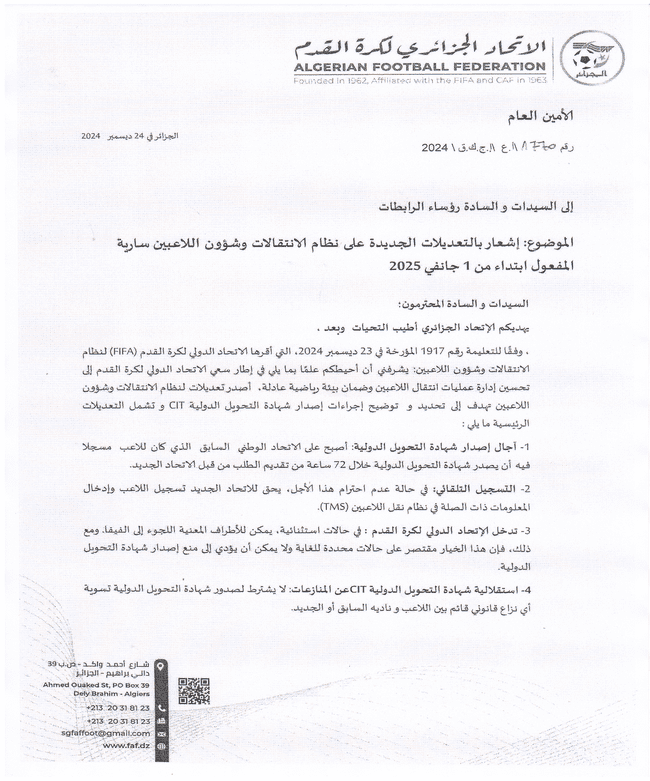 الاتحاد الجزائري لكرة القدم
ALGERIAN FOOTBALL FEDERATION
Founded in 1962, Affiliated with the FIFA and CAF in 1963
الأمين العام
الجزائر في 24 ديسمبر 2024
رقم ١٧٧٥ /ا.ع /ا.ج.ك.ق / 2024
إلى السيدات و السادة رؤساء الرابطات
الموضوع: إشعار بالتعديلات الجديدة على نظام الانتقالات وشؤون اللاعبين سارية
المفعول ابتداء من 1 جانفي 2025
السيدات و السادة المحترمون؛
يهديكم الإتحاد الجزائري أطيب التحيات وبعد ،
، وفقًا للتعليمة رقم 1917 المؤرخة في 23 ديسمبر 2024، التي أقرها الاتحاد الدولي لكرة القدم (FIFA) لنظام
الانتقالات وشؤون اللاعبين: يشرفني أن أحيطكم علمًا بما يلي في إطار سعي الاتحاد الدولي لكرة القدم إلى
تحسين إدارة عمليات انتقال اللاعبين وضمان بيئة رياضية عادلة، أصدر تعديلات لنظام الانتقالات وشؤون
اللاعبين تهدف إلى تحديد و توضيح إجراءات إصدار شهادة التحويل الدولية CIT و تشمل التعديلات
الرئيسية ما يلي :
1- آجال إصدار شهادة التحويل الدولية: أصبح على الاتحاد الوطني السابق الذي كان للاعب مسجلا
فيه أن يصدر شهادة التحويل الدولية خلال 72 ساعة من تقديم الطلب من قبل الاتحاد الجديد.
2- التسجيل التلقائي: في حالة عدم احترام هذا الأجل، يحق للاتحاد الجديد تسجيل اللاعب وإدخال
المعلومات ذات الصلة في نظام نقل اللاعبين (TMS).
3- تدخل الإتحاد الدولي لكرة القدم : في حالات استثنائية، يمكن للأطراف المعنية اللجوء إلى الفيفا. ومع
ذلك، فإن هذا الخيار مقتصر على حالات محددة للغاية ولا يمكن أن يؤدي إلى منع إصدار شهادة التحويل
الدولية.
4- استقلالية شهادة التحويل الدولية CITعن المنازعات: لا يشترط لصدور شهادة التحويل الدولية تسوية
أي نزاع قانوني قائم بين اللاعب و ناديه السابق أو الجديد.
شارع أحمد واكد - ص.ب 39
دالي براهيم - الجزائر
Ahmed Ouaked St, PO Box 39
Dely Brahim - Algiers
+213 20 31 81 23
+213 20 31 81 23
sgfaffoot@gmail.com
www.faf.dz